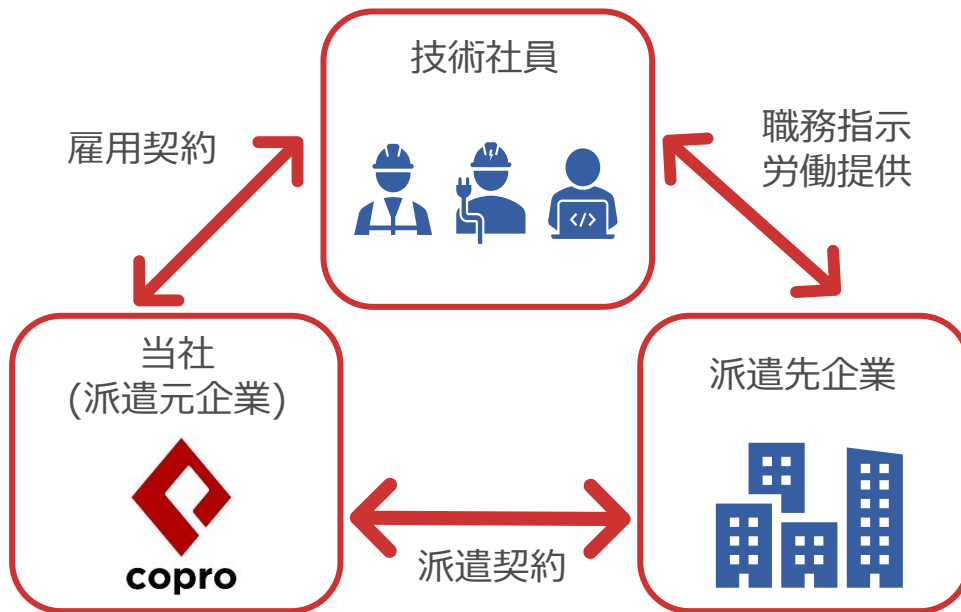 技術社員
雇用契約
職務指示
労働提供
</>
当社
(派遣元企業)
copro
派遣先企業
派遣契約